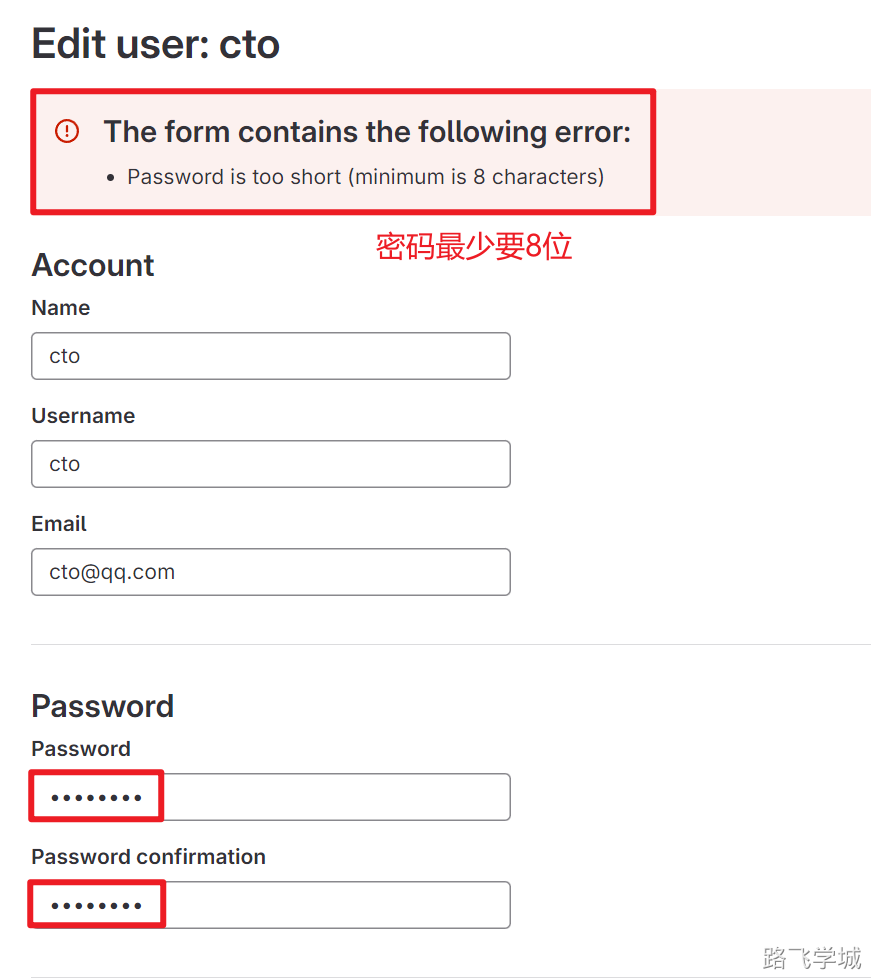 Edit user: cto
The form contains the following error:
Password is too short (minimum is 8 characters)
密码最少要8位
Account
Name
cto
Username
cto
Email
cto@qq.com
Password
Password
••••••••
Password confirmation
••••••••
路飞学城